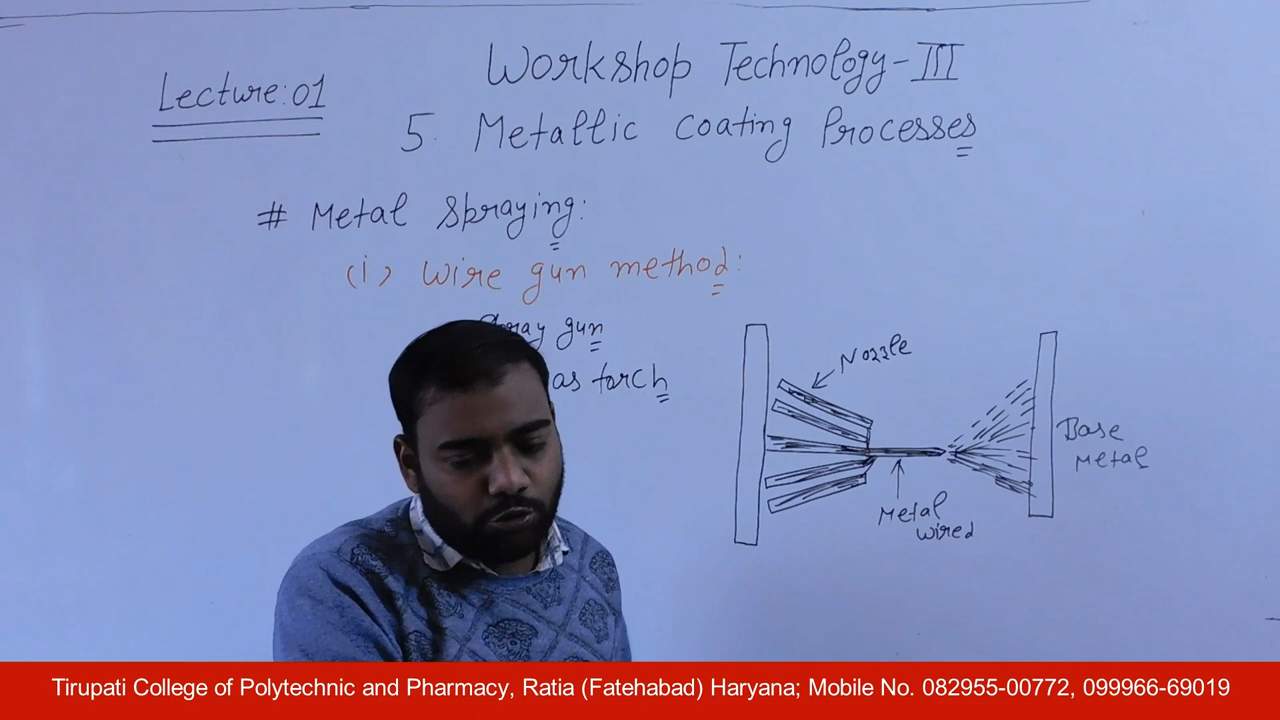 Lecture:01
Workshop Technology-III
5. Metallic Coating Processes
# Metal Spraying:
(i) Wire gun method:
gun
torch
Nozzle
Base
Metal
Metal
wired
Tirupati College of Polytechnic and Pharmacy, Ratia (Fatehabad) Haryana; Mobile No. 082955-00772, 099966-69019